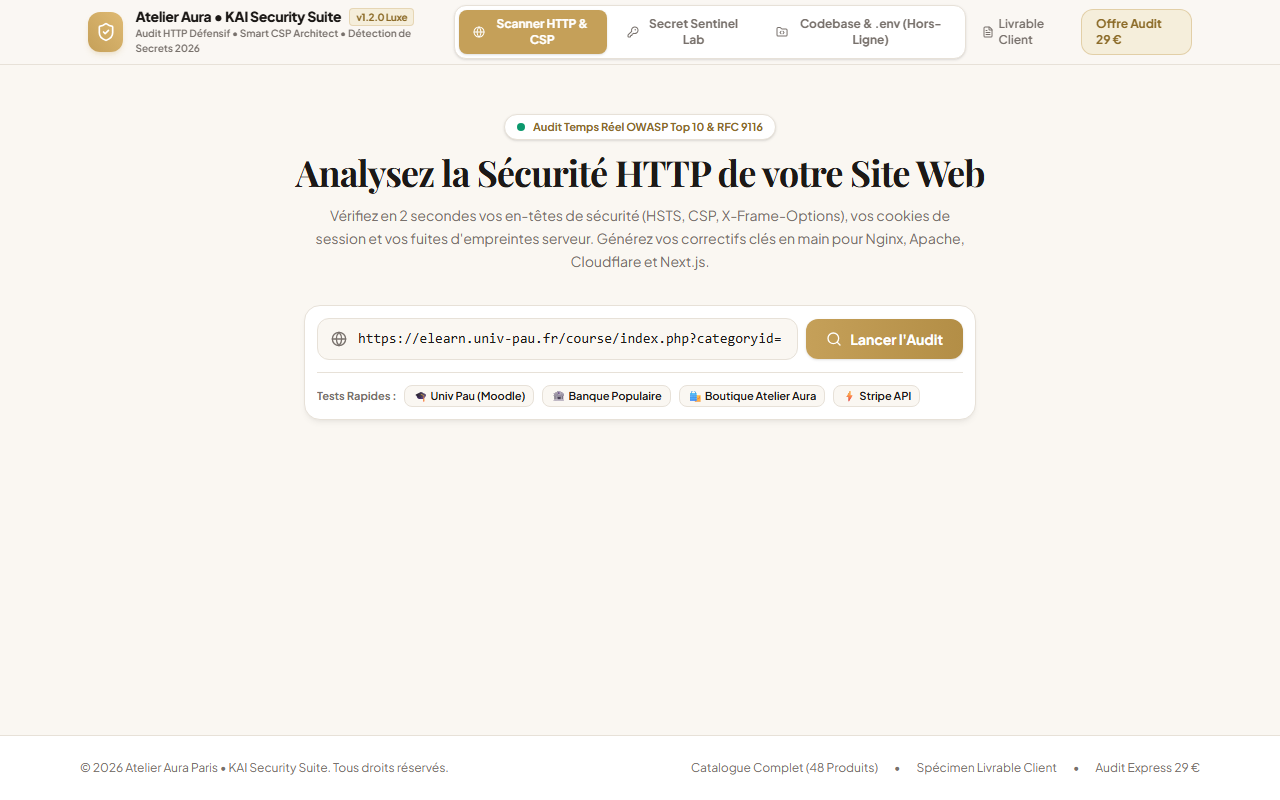 Atelier Aura • KAI Security Suite v1.2.0 Luxe
Audit HTTP Défensif • Smart CSP Architect • Détection de
Secrets 2026
Scanner HTTP &
CSP
Secret Sentinel
Lab
Codebase & .env (Hors-
Ligne)
Livrable
Client
Offre Audit
29 €
Audit Temps Réel OWASP Top 10 & RFC 9116
Analysez la Sécurité HTTP de votre Site Web
Vérifiez en 2 secondes vos en-têtes de sécurité (HSTS, CSP, X-Frame-Options), vos cookies de
session et vos fuites d'empreintes serveur. Générez vos correctifs clés en main pour Nginx, Apache,
Cloudflare et Next.js.
https://elearn.univ-pau.fr/course/index.php?categoryid=
Lancer l'Audit
Tests Rapides : Univ Pau (Moodle) Banque Populaire Boutique Atelier Aura Stripe API
© 2026 Atelier Aura Paris • KAI Security Suite. Tous droits réservés.
Catalogue Complet (48 Produits) • Spécimen Livrable Client • Audit Express 29 €